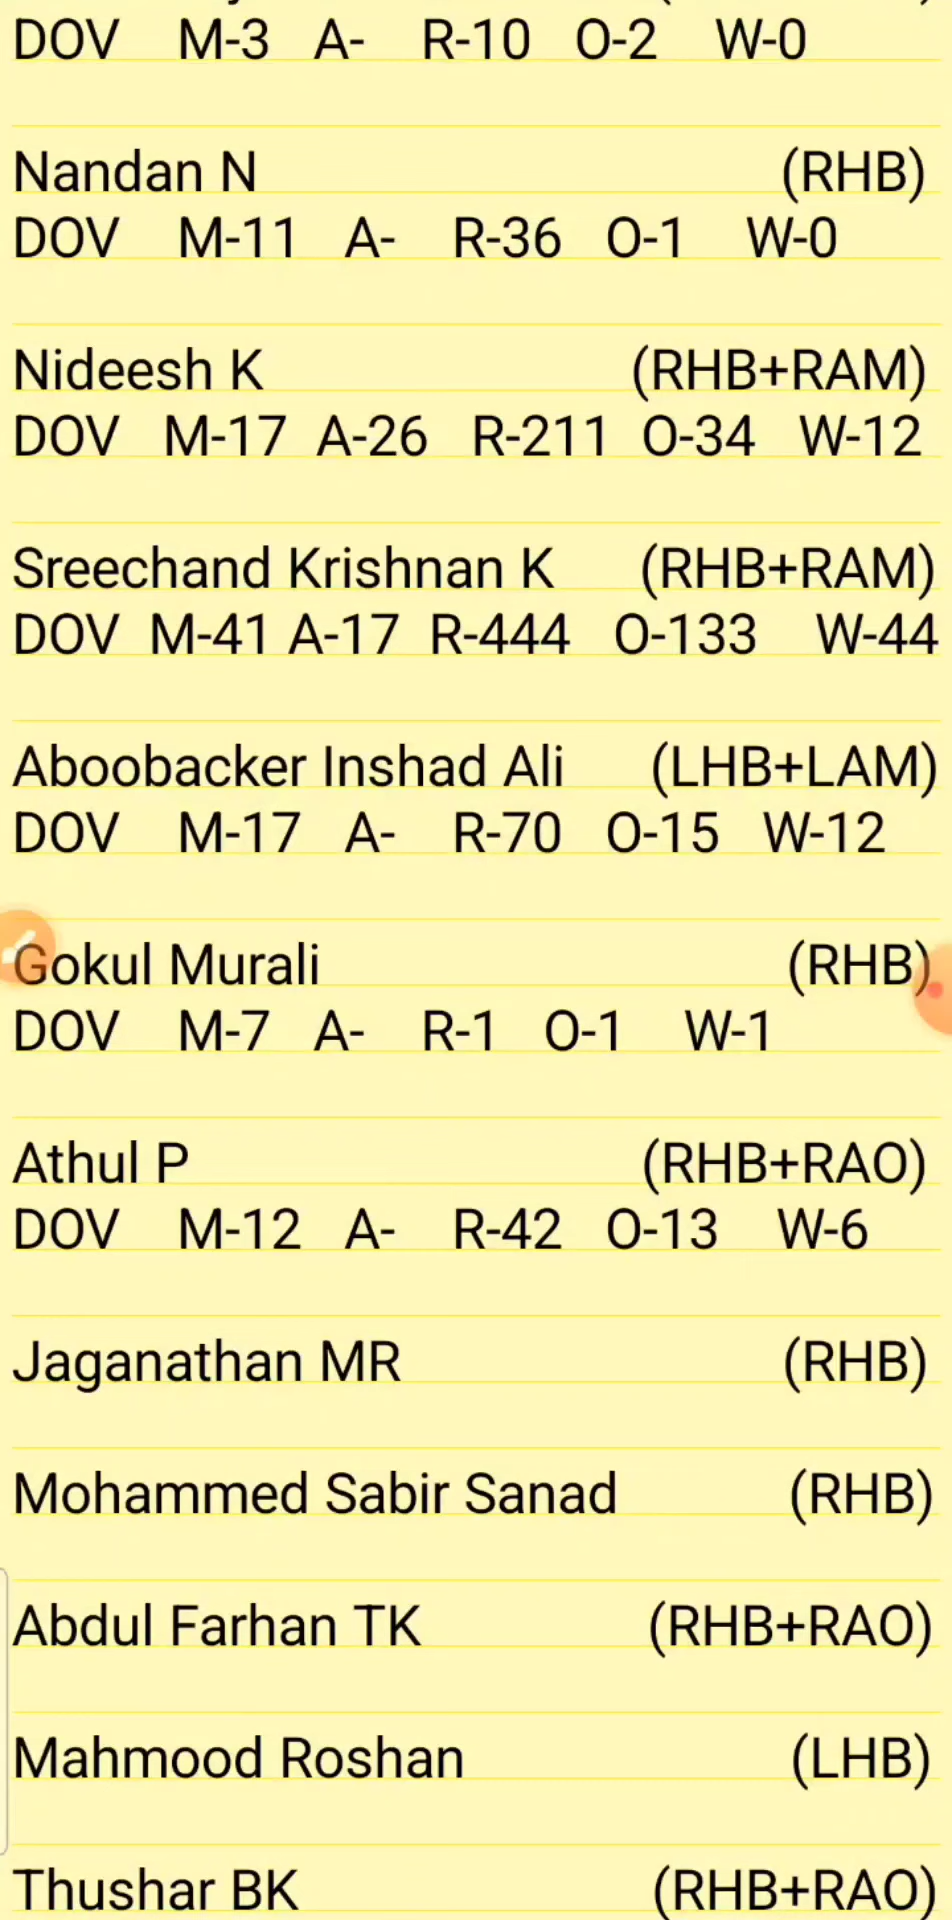 DOV M-3 A- R-10 O-2 W-0
Nandan N (RHB)
DOV M-11 A- R-36 O-1 W-0
Nideesh K (RHB+RAM)
DOV M-17 A-26 R-211 O-34 W-12
Sreechand Krishnan K (RHB+RAM)
DOV M-41 A-17 R-444 O-133 W-44
Aboobacker Inshad Ali (LHB+LAM)
DOV M-17 A- R-70 O-15 W-12
Gokul Murali (RHB)
DOV M-7 A- R-1 O-1 W-1
Athul P (RHB+RAO)
DOV M-12 A- R-42 O-13 W-6
Jaganathan MR (RHB)
Mohammed Sabir Sanad (RHB)
Abdul Farhan TK (RHB+RAO)
Mahmood Roshan (LHB)
Thushar BK (RHB+RAO)